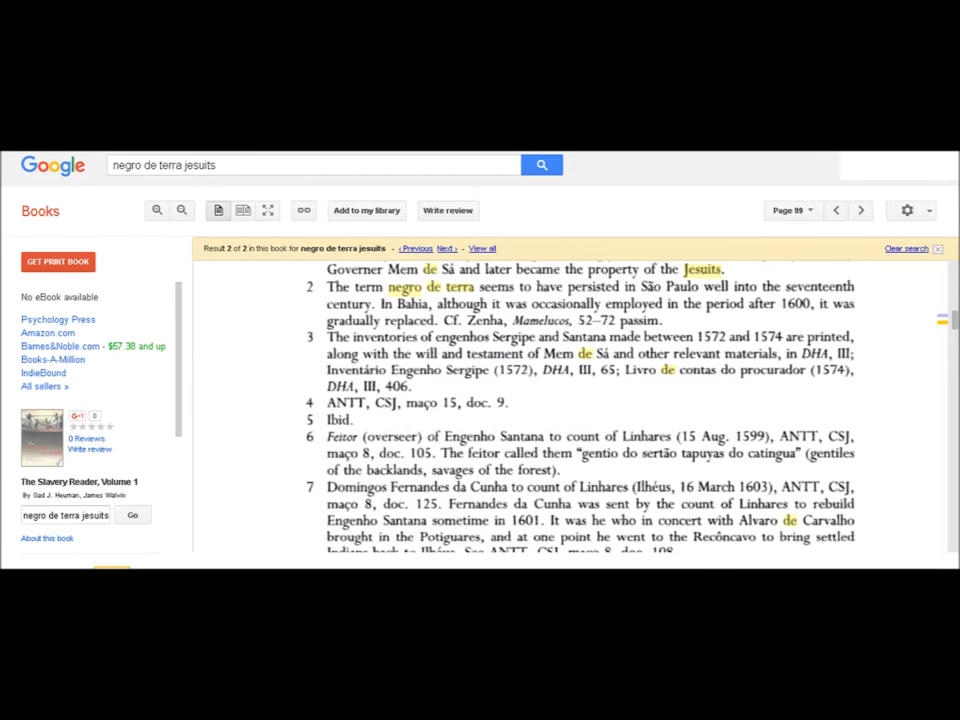 Google
negro de terra jesuits
Books
Add to my library
Write review
Page 99
Result 2 of 2 in this book for negro de terra jesuits - ‹Previous Next› - View all
Clear search
GET PRINT BOOK
No eBook available
Psychology Press
Amazon.com
Barnes&Noble.com - $57.38 and up
Books-A-Million
IndieBound
All sellers »
G+1 0
0 Reviews
Write review
The Slavery Reader, Volume 1
By Gad J. Heuman, James Walvin
negro de terra jesuits
Go
About this book
Governer Mem de Sá and later became the property of the Jesuits.
2 The term negro de terra seems to have persisted in São Paulo well into the seventeenth
century. In Bahia, although it was occasionally employed in the period after 1600, it was
gradually replaced. Cf. Zenha, Mamelucos, 52–72 passim.
3 The inventories of engenhos Sergipe and Santana made between 1572 and 1574 are printed,
along with the will and testament of Mem de Sá and other relevant materials, in DHA, III;
Inventário Engenho Sergipe (1572), DHA, III, 65; Livro de contas do procurador (1574),
DHA, III, 406.
4 ANTT, CSJ, maço 15, doc. 9.
5 Ibid.
6 Feitor (overseer) of Engenho Santana to count of Linhares (15 Aug. 1599), ANTT, CSJ,
maço 8, doc. 105. The feitor called them “gentio do sertão tapuyas do catingua” (gentiles
of the backlands, savages of the forest).
7 Domingos Fernandes da Cunha to count of Linhares (Ilhéus, 16 March 1603), ANTT, CSJ,
maço 8, doc. 125. Fernandes da Cunha was sent by the count of Linhares to rebuild
Engenho Santana sometime in 1601. It was he who in concert with Alvaro de Carvalho
brought in the Potiguares, and at one point he went to the Recôncavo to bring settled
Indians back to Ilhéus. See ANTT, CSJ, maço 8, doc. 108.